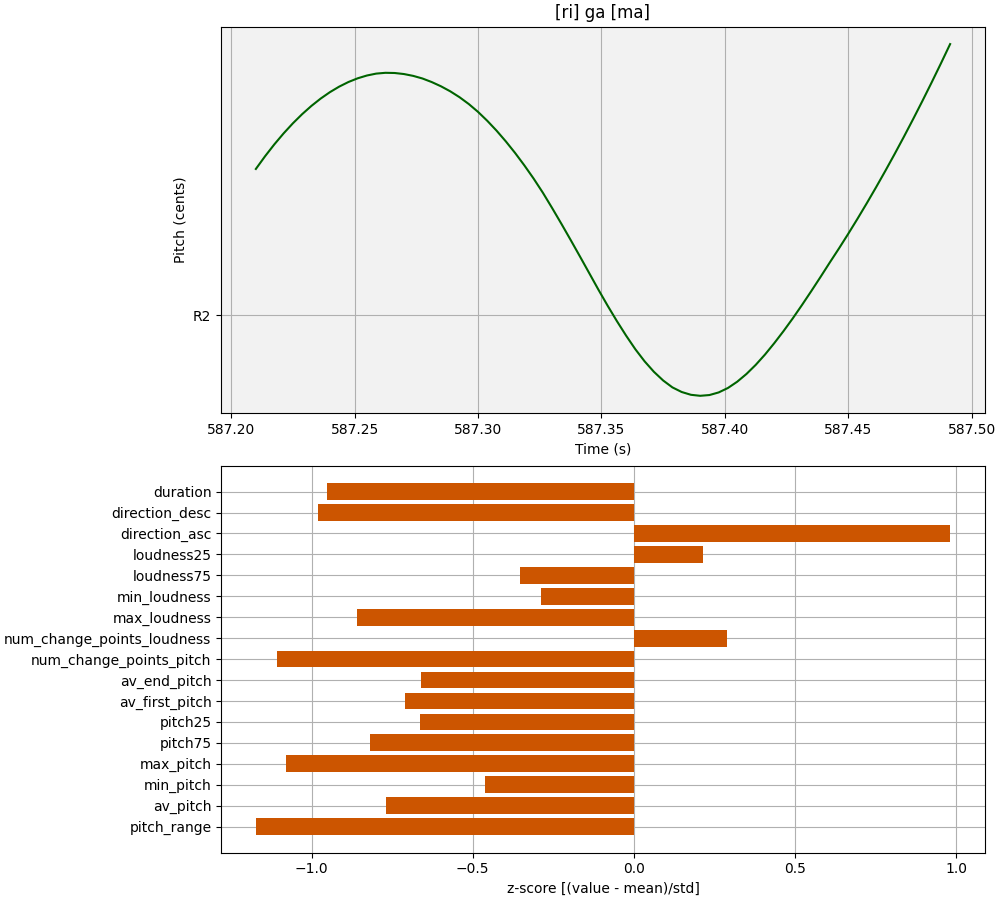 [ri] ga [ma]
Pitch (cents)
R2
587.20 587.25 587.30 587.35 587.40 587.45 587.50
Time (s)
duration
direction_desc
direction_asc
loudness25
loudness75
min_loudness
max_loudness
num_change_points_loudness
num_change_points_pitch
av_end_pitch
av_first_pitch
pitch25
pitch75
max_pitch
min_pitch
av_pitch
pitch_range
−1.0 −0.5 0.0 0.5 1.0
z-score [(value - mean)/std]